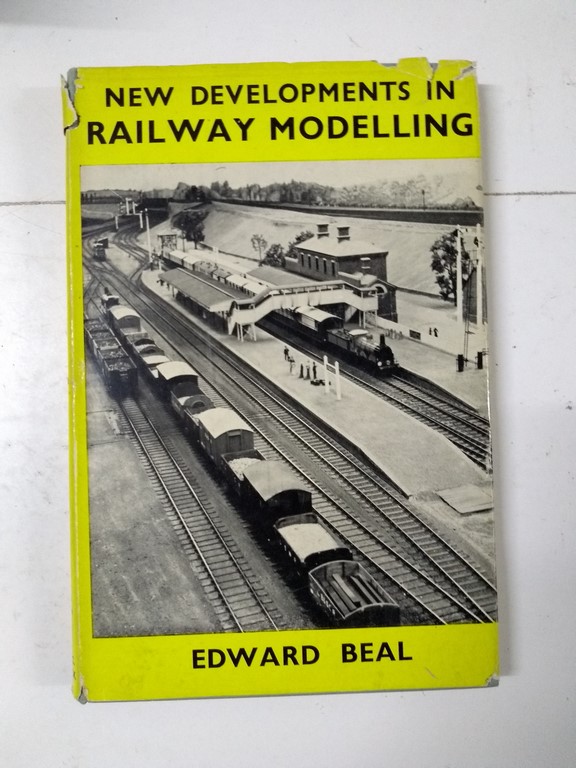 NEW DEVELOPMENTS IN
RAILWAY MODELLING
EDWARD BEAL